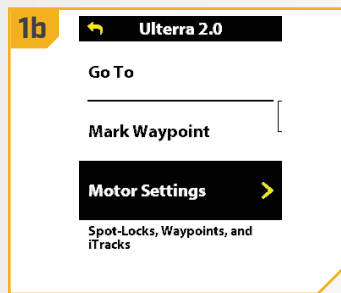 1b
Ulterra 2.0
Go To
Mark Waypoint
Motor Settings
Spot-Locks, Waypoints, and
iTracks